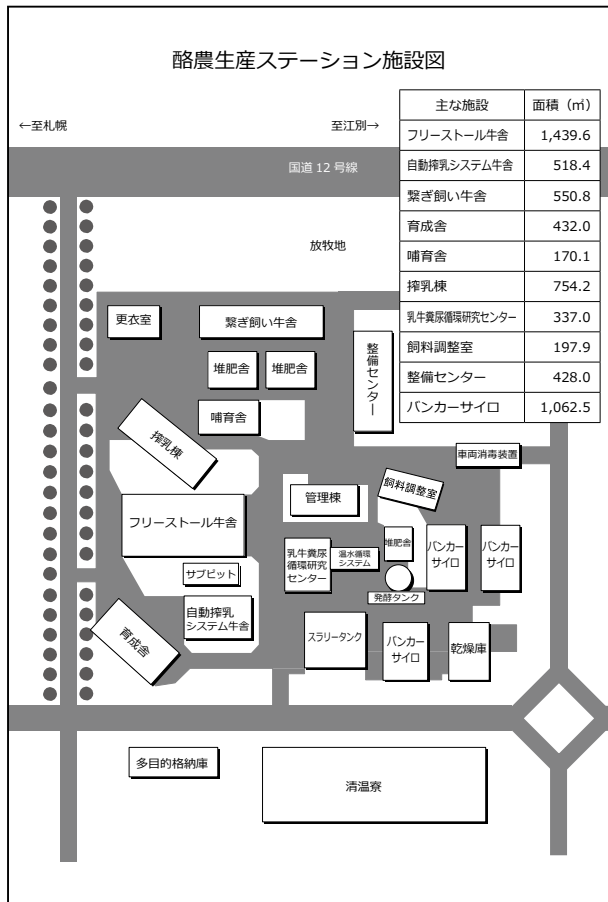 酪農生産ステーション施設図
←至札幌
至江別→
主な施設 面積（㎡）
フリーストール牛舎 1,439.6
自動搾乳システム牛舎 518.4
繋ぎ飼い牛舎 550.8
育成舎 432.0
哺育舎 170.1
搾乳棟 754.2
乳牛糞尿循環研究センター 337.0
飼料調整室 197.9
整備センター 428.0
バンカーサイロ 1,062.5
国道12号線
放牧地
更衣室
繋ぎ飼い牛舎
整備センター
堆肥舎
堆肥舎
哺育舎
搾乳棟
車両消毒装置
飼料調整室
管理棟
フリーストール牛舎
乳牛糞尿
循環研究
センター
温水循環
システム
堆肥舎
バンカー
サイロ
バンカー
サイロ
サブピット
発酵タンク
自動搾乳
システム牛舎
育成舎
スラリータンク
バンカー
サイロ
乾燥庫
多目的格納庫
清温寮